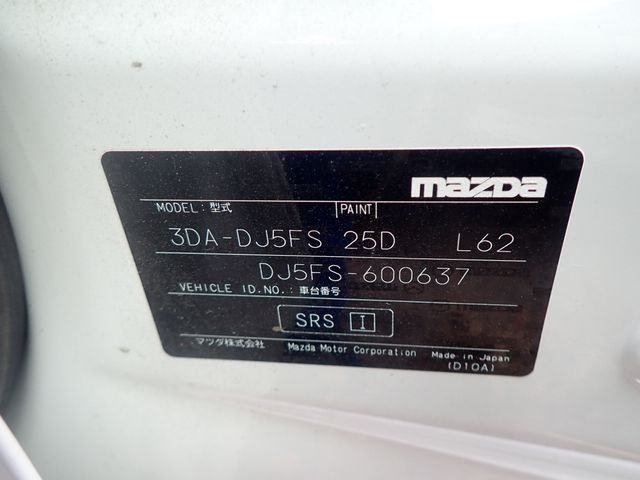 mazda
MODEL : 型式 PAINT
3DA-DJ5FS 25D L62
DJ5FS-600637
VEHICLE ID.NO. : 車台番号
SRS I
マツダ株式会社 Mazda Motor Corporation Made in Japan
(D10A)